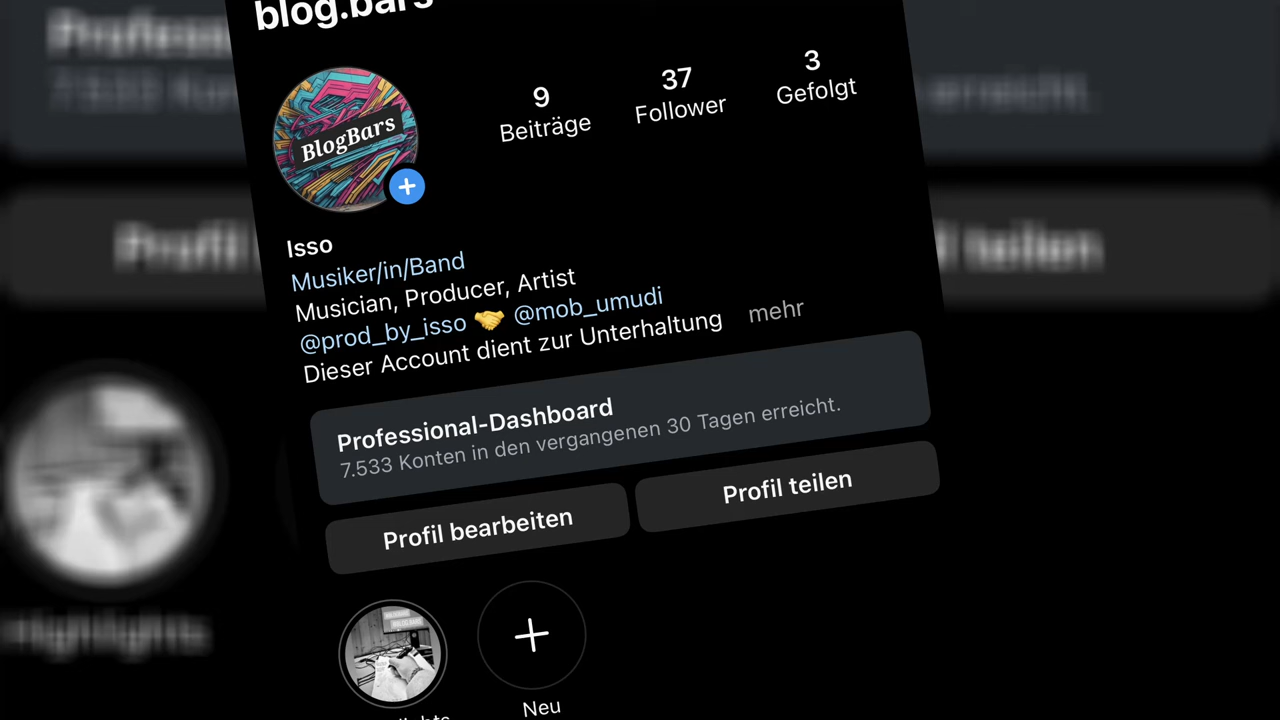 blog.bars
BlogBars
9
Beiträge
37
Follower
3
Gefolgt
Isso
Musiker/in/Band
Musician, Producer, Artist
@prod_by_isso 🤝 @mob_umudi
Dieser Account dient zur Unterhaltung mehr
Professional-Dashboard
7.533 Konten in den vergangenen 30 Tagen erreicht.
Profil bearbeiten
Profil teilen
Neu